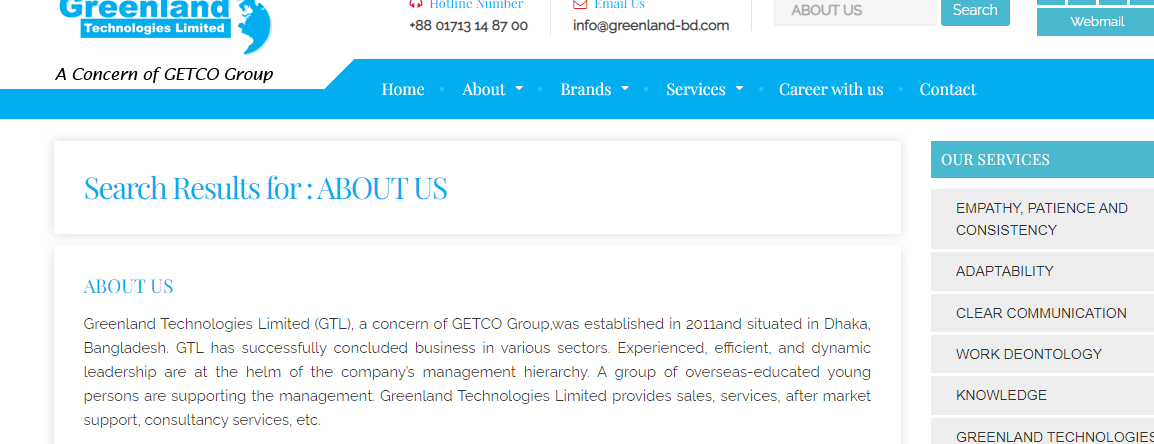 Greenland
Technologies Limited
A Concern of GETCO Group
Hotline Number
+88 01713 14 87 00
Email Us
info@greenland-bd.com
ABOUT US
Search
Webmail
Home
About
Brands
Services
Career with us
Contact
Search Results for : ABOUT US
ABOUT US
Greenland Technologies Limited (GTL), a concern of GETCO Group,was established in 2011and situated in Dhaka,
Bangladesh. GTL has successfully concluded business in various sectors. Experienced, efficient, and dynamic
leadership are at the helm of the company's management hierarchy. A group of overseas-educated young
persons are supporting the management. Greenland Technologies Limited provides sales, services, after market
support, consultancy services, etc.
OUR SERVICES
EMPATHY, PATIENCE AND
CONSISTENCY
ADAPTABILITY
CLEAR COMMUNICATION
WORK DEONTOLOGY
KNOWLEDGE
GREENLAND TECHNOLOGIES